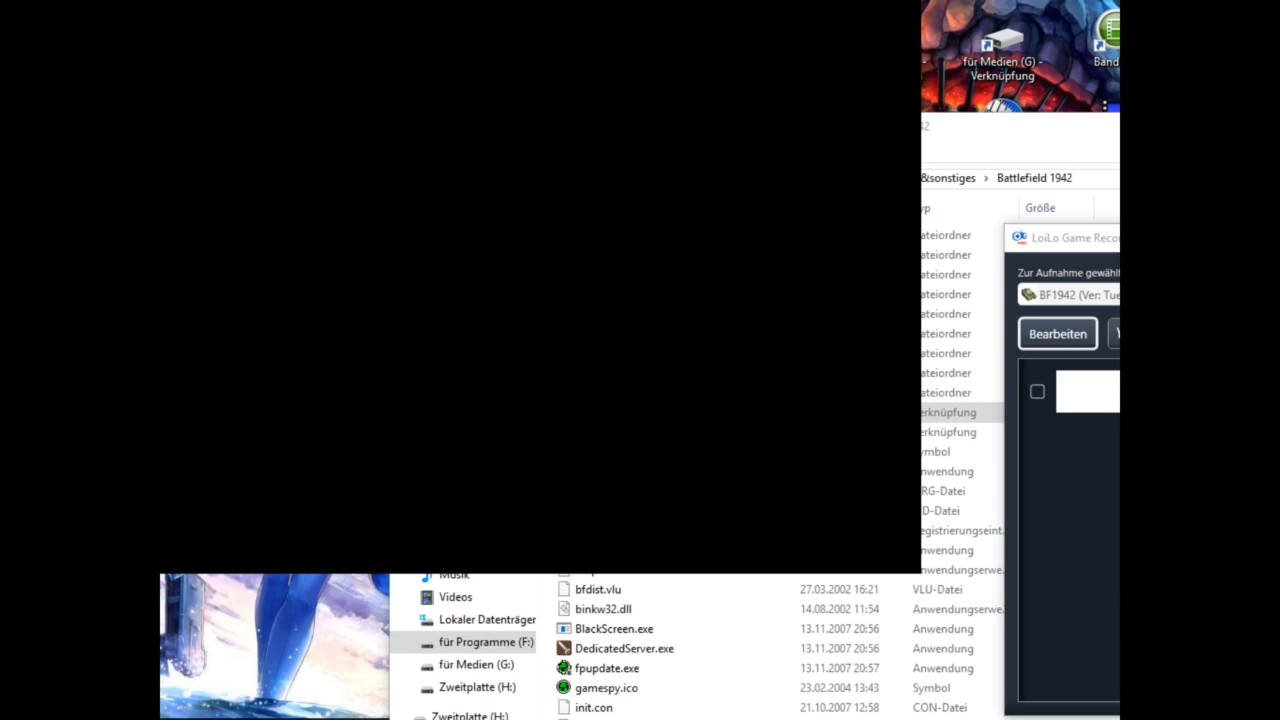 für Medien (G) -
Verknüpfung
Band
42
&sonstiges › Battlefield 1942
yp Größe
ateiordner
ateiordner
ateiordner
ateiordner
ateiordner
ateiordner
ateiordner
ateiordner
ateiordner
erknüpfung
erknüpfung
ymbol
nwendung
RG-Datei
D-Datei
egistrierungseint.
nwendung
nwendungserwe.
LoiLo Game Reco
Zur Aufnahme gewählt
BF1942 (Ver: Tue
Bearbeiten
Musik
Videos
Lokaler Datenträger
für Programme (F:)
für Medien (G:)
Zweitplatte (H:)
Zweitplatte (H:)
bfdist.vlu 27.03.2002 16:21 VLU-Datei
binkw32.dll 14.08.2002 11:54 Anwendungserwe.
BlackScreen.exe 13.11.2007 20:56 Anwendung
DedicatedServer.exe 13.11.2007 20:56 Anwendung
fpupdate.exe 13.11.2007 20:57 Anwendung
gamespy.ico 23.02.2004 13:43 Symbol
init.con 21.10.2007 12:58 CON-Datei